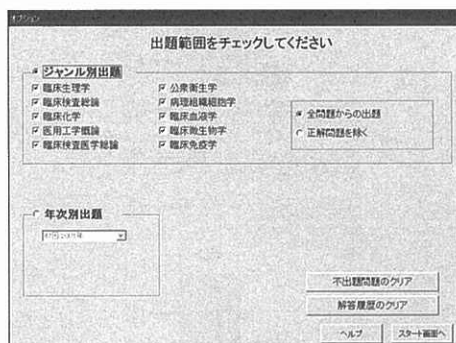 オプション
出題範囲をチェックしてください
ジャンル別出題
臨床生理学
臨床検査総論
臨床化学
医用工学概論
臨床検査医学総論
公衆衛生学
病理組織細胞学
臨床血液学
臨床微生物学
臨床免疫学
全問題からの出題
正解問題を除く
年次別出題
不出題問題のクリア
解答履歴のクリア
ヘルプ
スタート画面へ